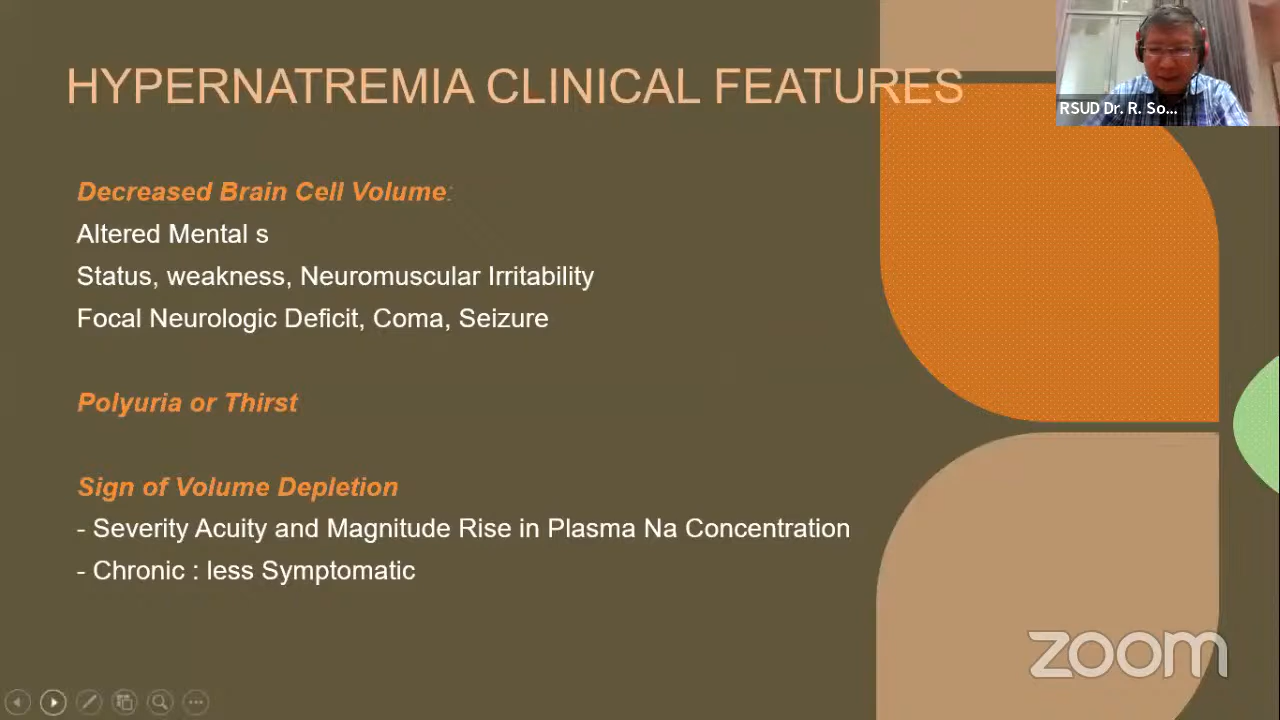 HYPERNATREMIA CLINICAL FEATURES
RSUD Dr. R. So...
Decreased Brain Cell Volume:
Altered Mental s
Status, weakness, Neuromuscular Irritability
Focal Neurologic Deficit, Coma, Seizure
Polyuria or Thirst
Sign of Volume Depletion
- Severity Acuity and Magnitude Rise in Plasma Na Concentration
- Chronic : less Symptomatic
zoom